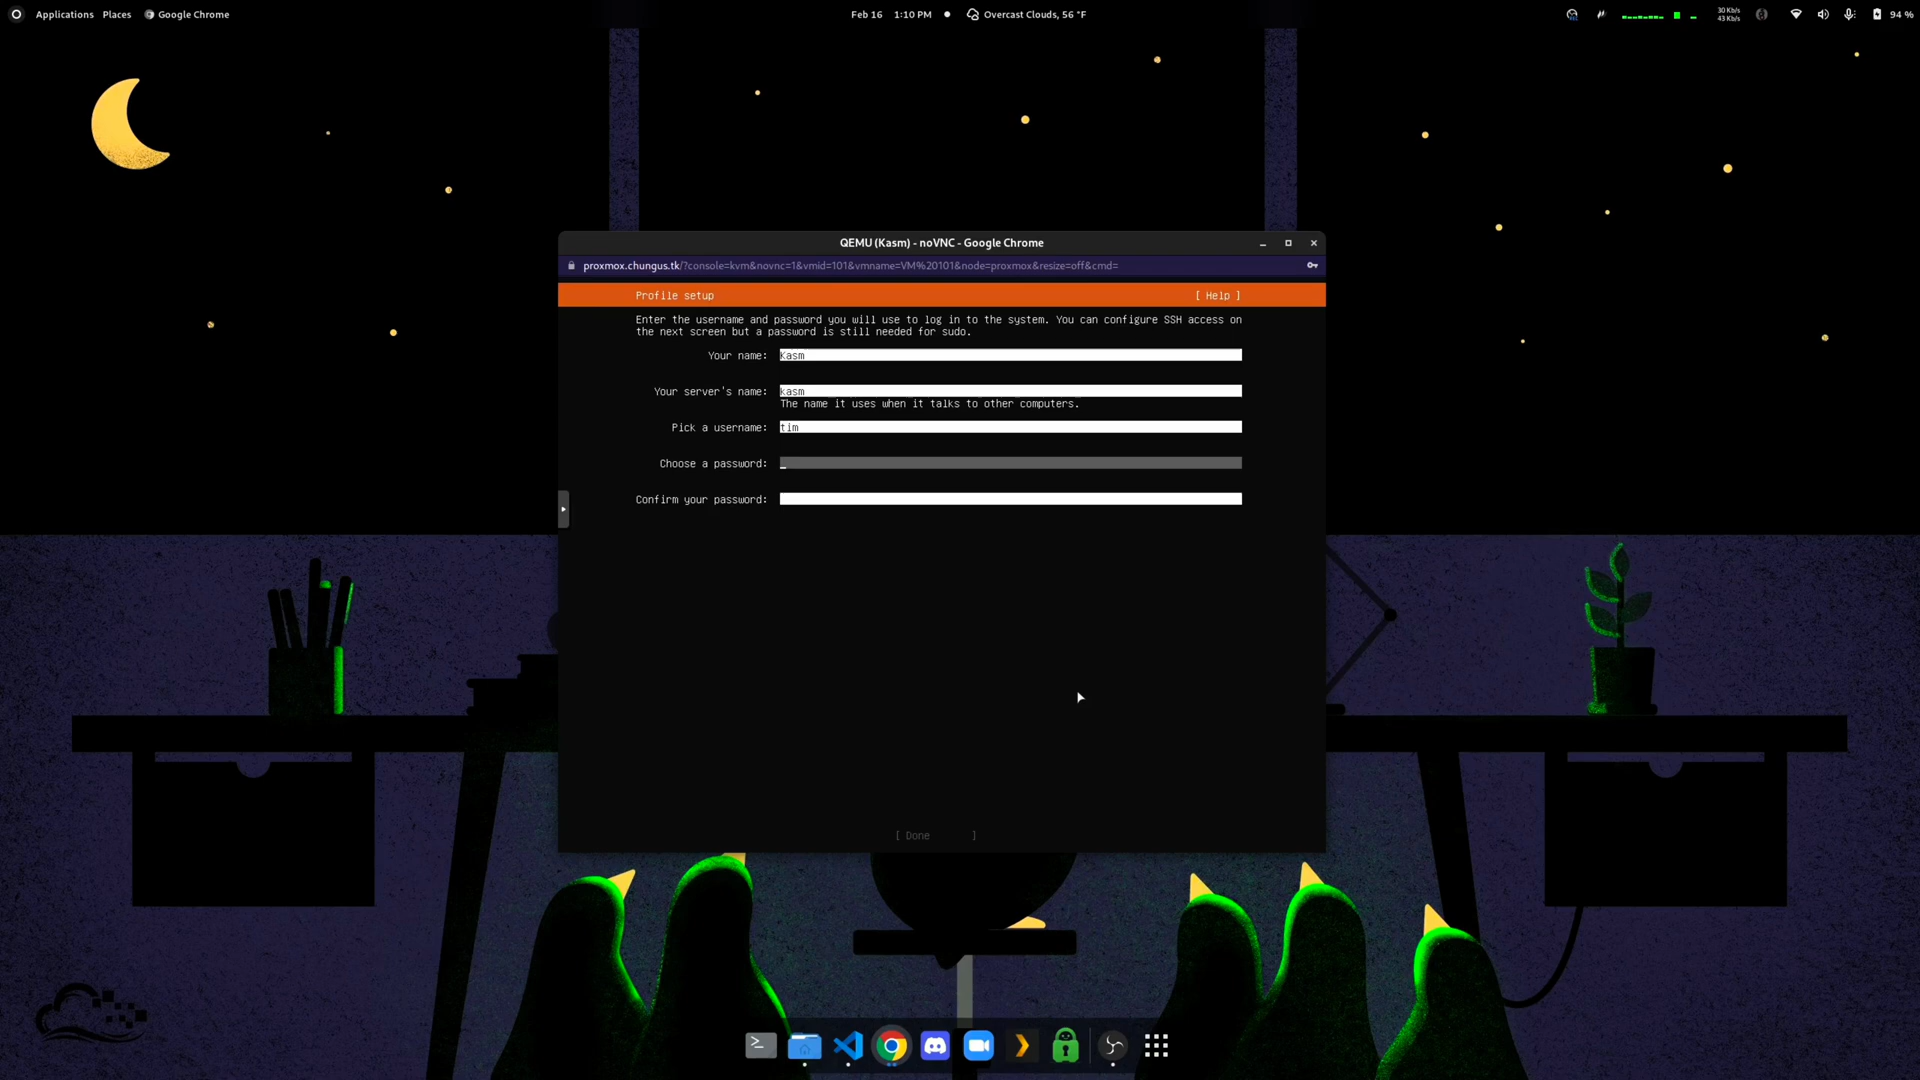 Applications Places Google Chrome
Feb 16 1:10 PM Overcast Clouds, 56 °F
30 Kb/s
43 Kb/s
94 %
QEMU (Kasm) - noVNC - Google Chrome
proxmox.chungus.tk/?console=kvm&novnc=1&vmid=101&vmname=VM%20101&node=proxmox&resize=off&cmd=
Profile setup [ Help ]
Enter the username and password you will use to log in to the system. You can configure SSH access on
the next screen but a password is still needed for sudo.
Your name: Kasm
Your server's name: kasm
The name it uses when it talks to other computers.
Pick a username: tim
Choose a password: _
Confirm your password:
[ Done ]